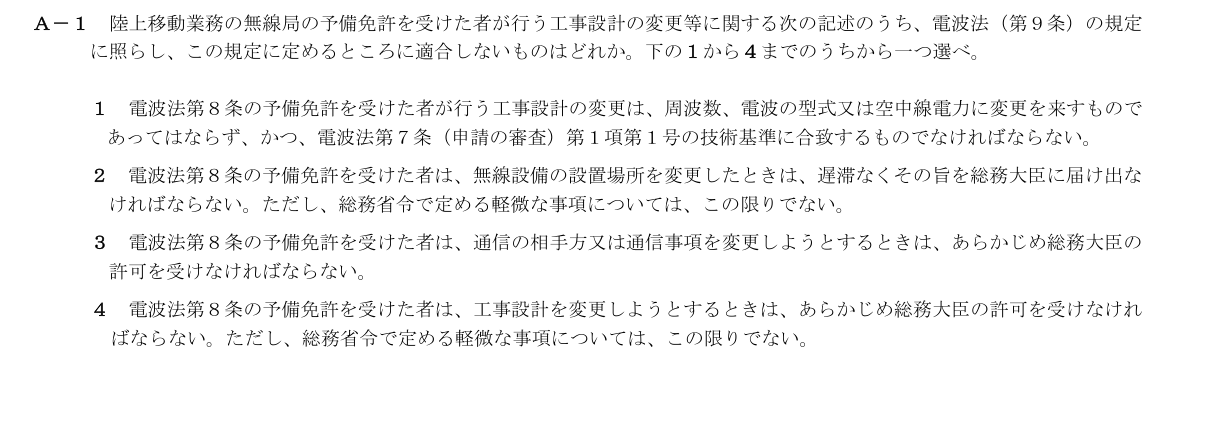 A－1　陸上移動業務の無線局の予備免許を受けた者が行う工事設計の変更等に関する次の記述のうち、電波法（第９条）の規定
に照らし、この規定に定めるところに適合しないものはどれか。下の1から4までのうちから一つ選べ。
1　電波法第８条の予備免許を受けた者が行う工事設計の変更は、周波数、電波の型式又は空中線電力に変更を来すもので
あってはならず、かつ、電波法第７条（申請の審査）第１項第１号の技術基準に合致するものでなければならない。
2　電波法第８条の予備免許を受けた者は、無線設備の設置場所を変更したときは、遅滞なくその旨を総務大臣に届け出な
ければならない。ただし、総務省令で定める軽微な事項については、この限りでない。
3　電波法第８条の予備免許を受けた者は、通信の相手方又は通信事項を変更しようとするときは、あらかじめ総務大臣の
許可を受けなければならない。
4　電波法第８条の予備免許を受けた者は、工事設計を変更しようとするときは、あらかじめ総務大臣の許可を受けなけれ
ばならない。ただし、総務省令で定める軽微な事項については、この限りでない。